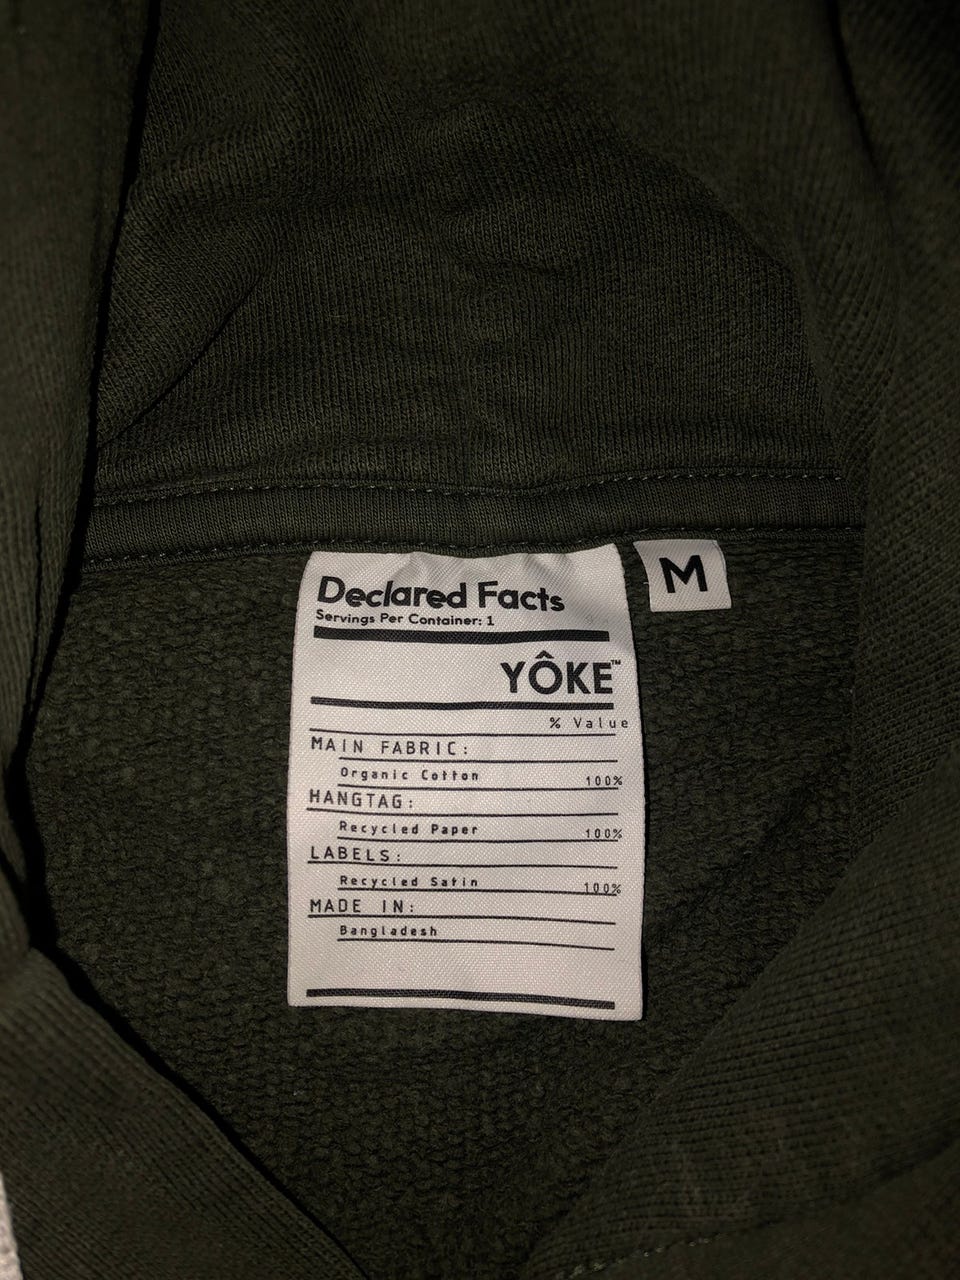 Declared Facts
Servings Per Container: 1
M
YÔKE™
% Value
MAIN FABRIC:
Organic Cotton 100%
HANGTAG:
Recycled Paper 100%
LABELS:
Recycled Satin 100%
MADE IN:
Bangladesh